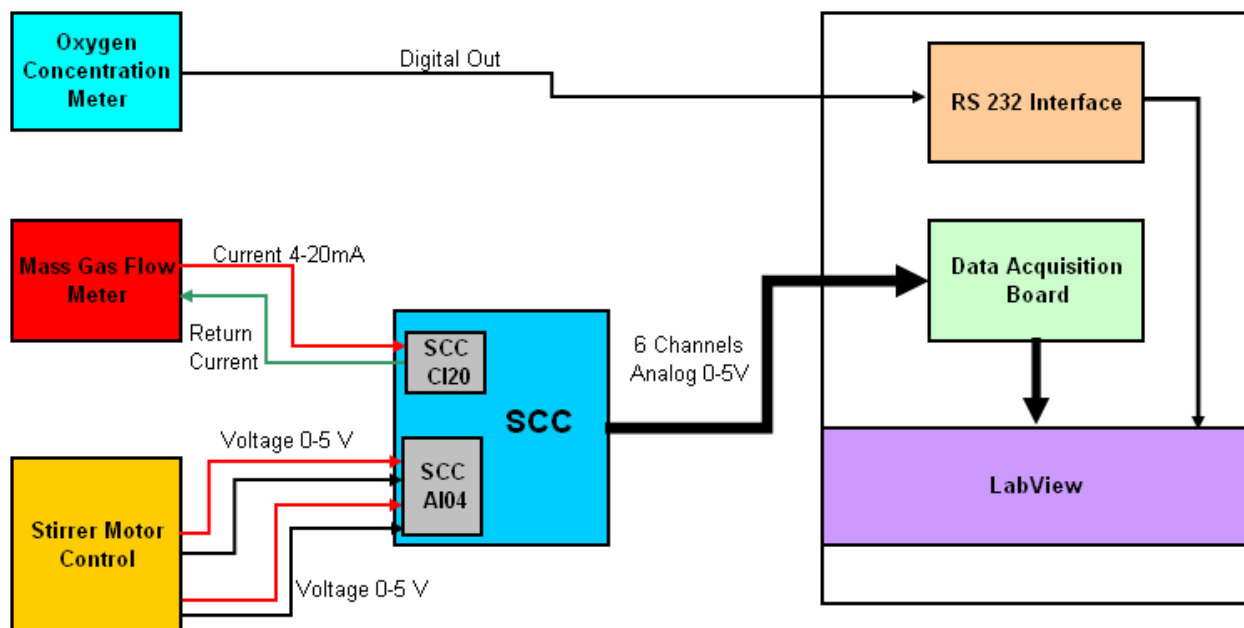 Oxygen
Concentration
Meter
Digital Out
RS 232 Interface
Mass Gas Flow
Meter
Current 4-20mA
Return
Current
Data Acquisition
Board
SCC
CI20
SCC
6 Channels
Analog 0-5V
Voltage 0-5 V
SCC
AI04
LabView
Stirrer Motor
Control
Voltage 0-5 V